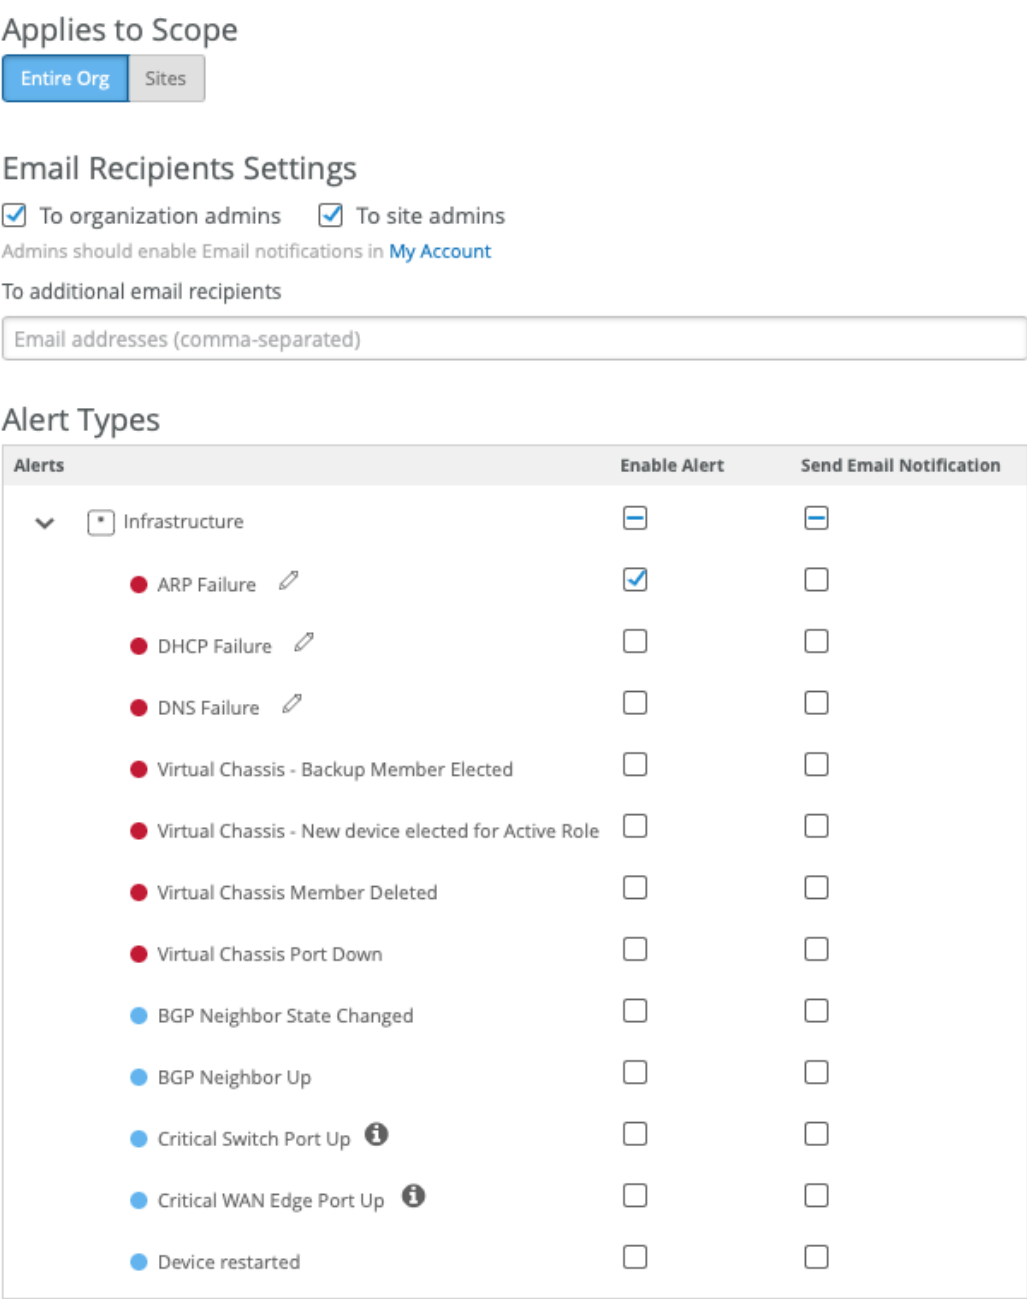 Applies to Scope
Entire Org Sites
Email Recipients Settings
To organization admins To site admins
Admins should enable Email notifications in My Account
To additional email recipients
Email addresses (comma-separated)
Alert Types
Alerts Enable Alert Send Email Notification
Infrastructure
ARP Failure
DHCP Failure
DNS Failure
Virtual Chassis - Backup Member Elected
Virtual Chassis - New device elected for Active Role
Virtual Chassis Member Deleted
Virtual Chassis Port Down
BGP Neighbor State Changed
BGP Neighbor Up
Critical Switch Port Up
Critical WAN Edge Port Up
Device restarted